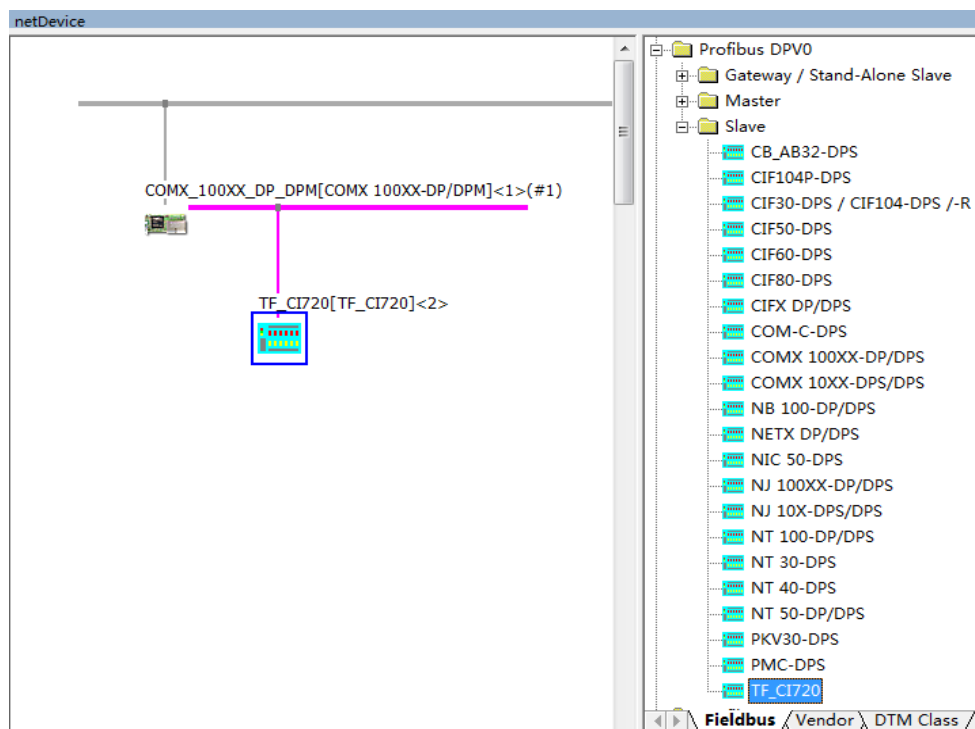 netDevice
COMX_100XX_DP_DPM[COMX 100XX-DP/DPM]<1>(#1)
TF_CI720[TF_CI720]<2>
Profibus DPV0
Gateway / Stand-Alone Slave
Master
Slave
CB_AB32-DPS
CIF104P-DPS
CIF30-DPS / CIF104-DPS /-R
CIF50-DPS
CIF60-DPS
CIF80-DPS
CIFX DP/DPS
COM-C-DPS
COMX 100XX-DP/DPS
COMX 10XX-DPS/DPS
NB 100-DP/DPS
NETX DP/DPS
NIC 50-DPS
NJ 100XX-DP/DPS
NJ 10X-DPS/DPS
NT 100-DP/DPS
NT 30-DPS
NT 40-DPS
NT 50-DP/DPS
PKV30-DPS
PMC-DPS
TF_CI720
Fieldbus / Vendor \ DTM Class /